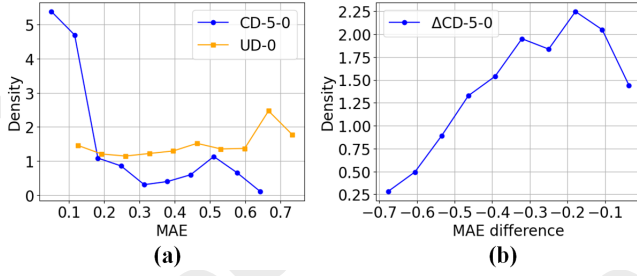 CD-5-0
UD-0
5
4
3
2
1
0
Density
0.1 0.2 0.3 0.4 0.5 0.6 0.7
MAE
(a)
ΔCD-5-0
2.25
2.00
1.75
1.50
1.25
1.00
0.75
0.50
0.25
Density
−0.7 −0.6 −0.5 −0.4 −0.3 −0.2 −0.1
MAE difference
(b)